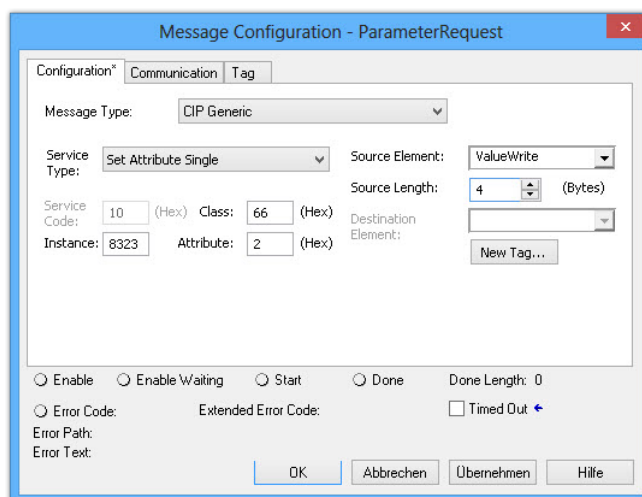 Message Configuration - ParameterRequest
Configuration* Communication Tag
Message Type: CIP Generic
Service Type: Set Attribute Single
Source Element: ValueWrite
Source Length: 4 (Bytes)
Service Code: 10 (Hex) Class: 66 (Hex)
Destination Element:
Instance: 8323 Attribute: 2 (Hex)
New Tag...
Enable Enable Waiting Start Done Done Length: 0
Error Code: Extended Error Code: Timed Out
Error Path:
Error Text:
OK Abbrechen Übernehmen Hilfe